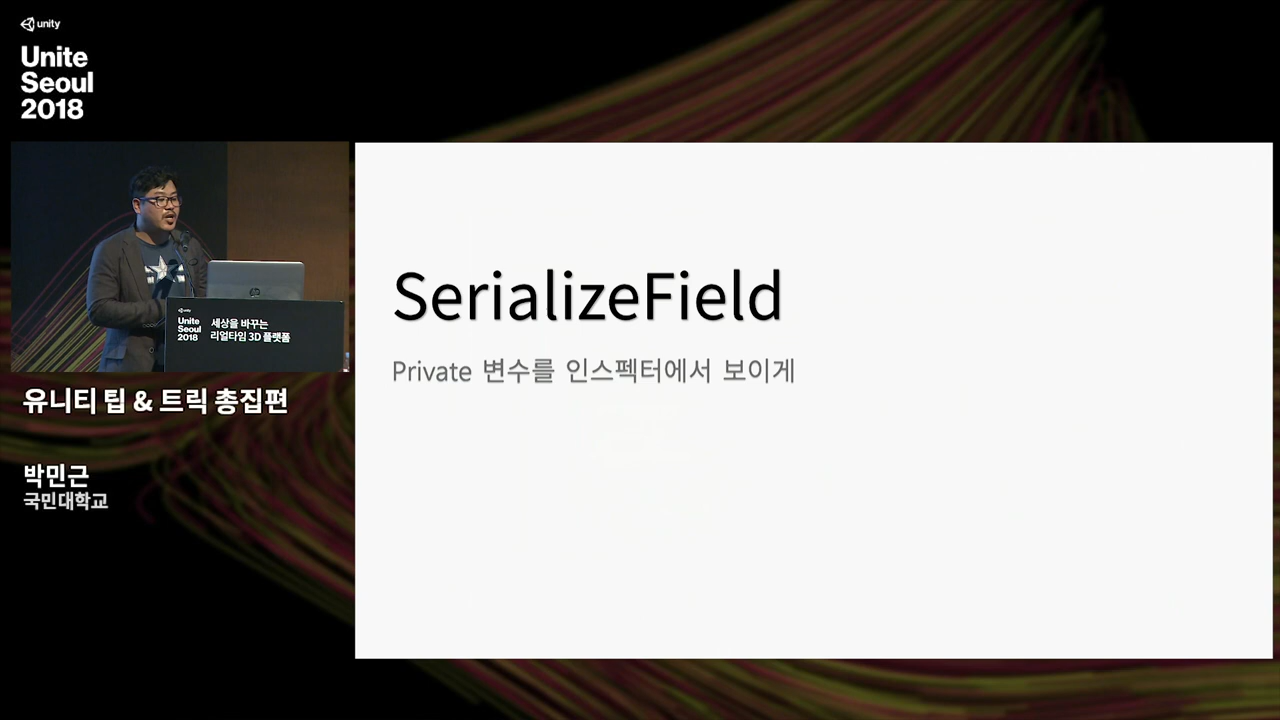 unity
Unite
Seoul
2018
unity
Unite
Seoul
2018
세상을 바꾸는
리얼타임 3D 플랫폼
hp
유니티 팁 & 트릭 총집편
박민근
국민대학교
SerializeField
Private 변수를 인스펙터에서 보이게